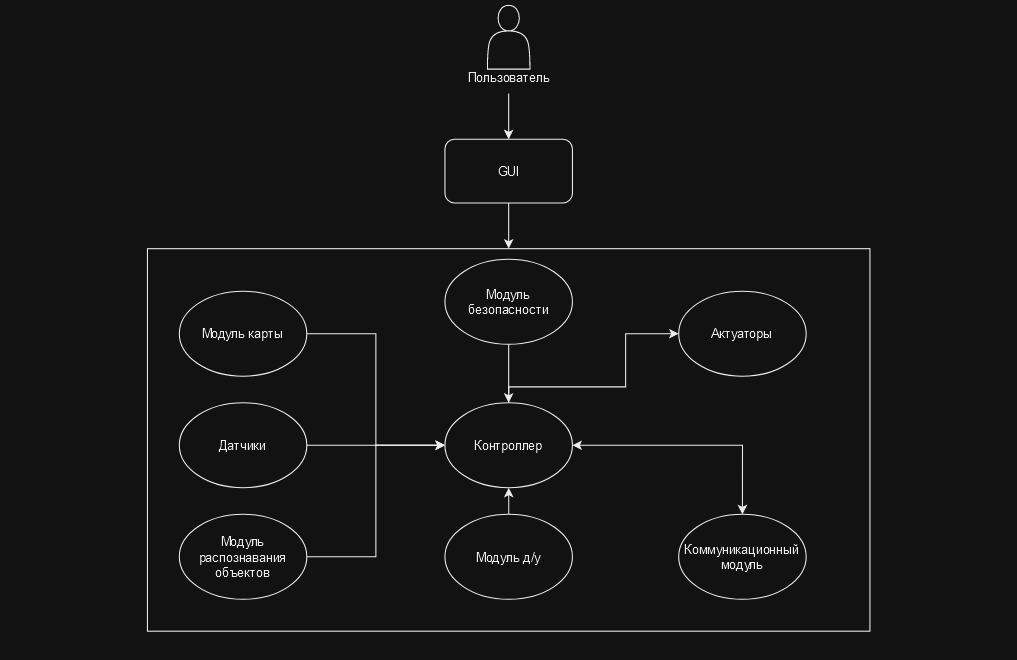 Пользователь
GUI
Модуль
безопасности
Модуль карты
Актуаторы
Датчики
Контроллер
Модуль
распознавания
объектов
Модуль д/у
Коммуникационный
модуль